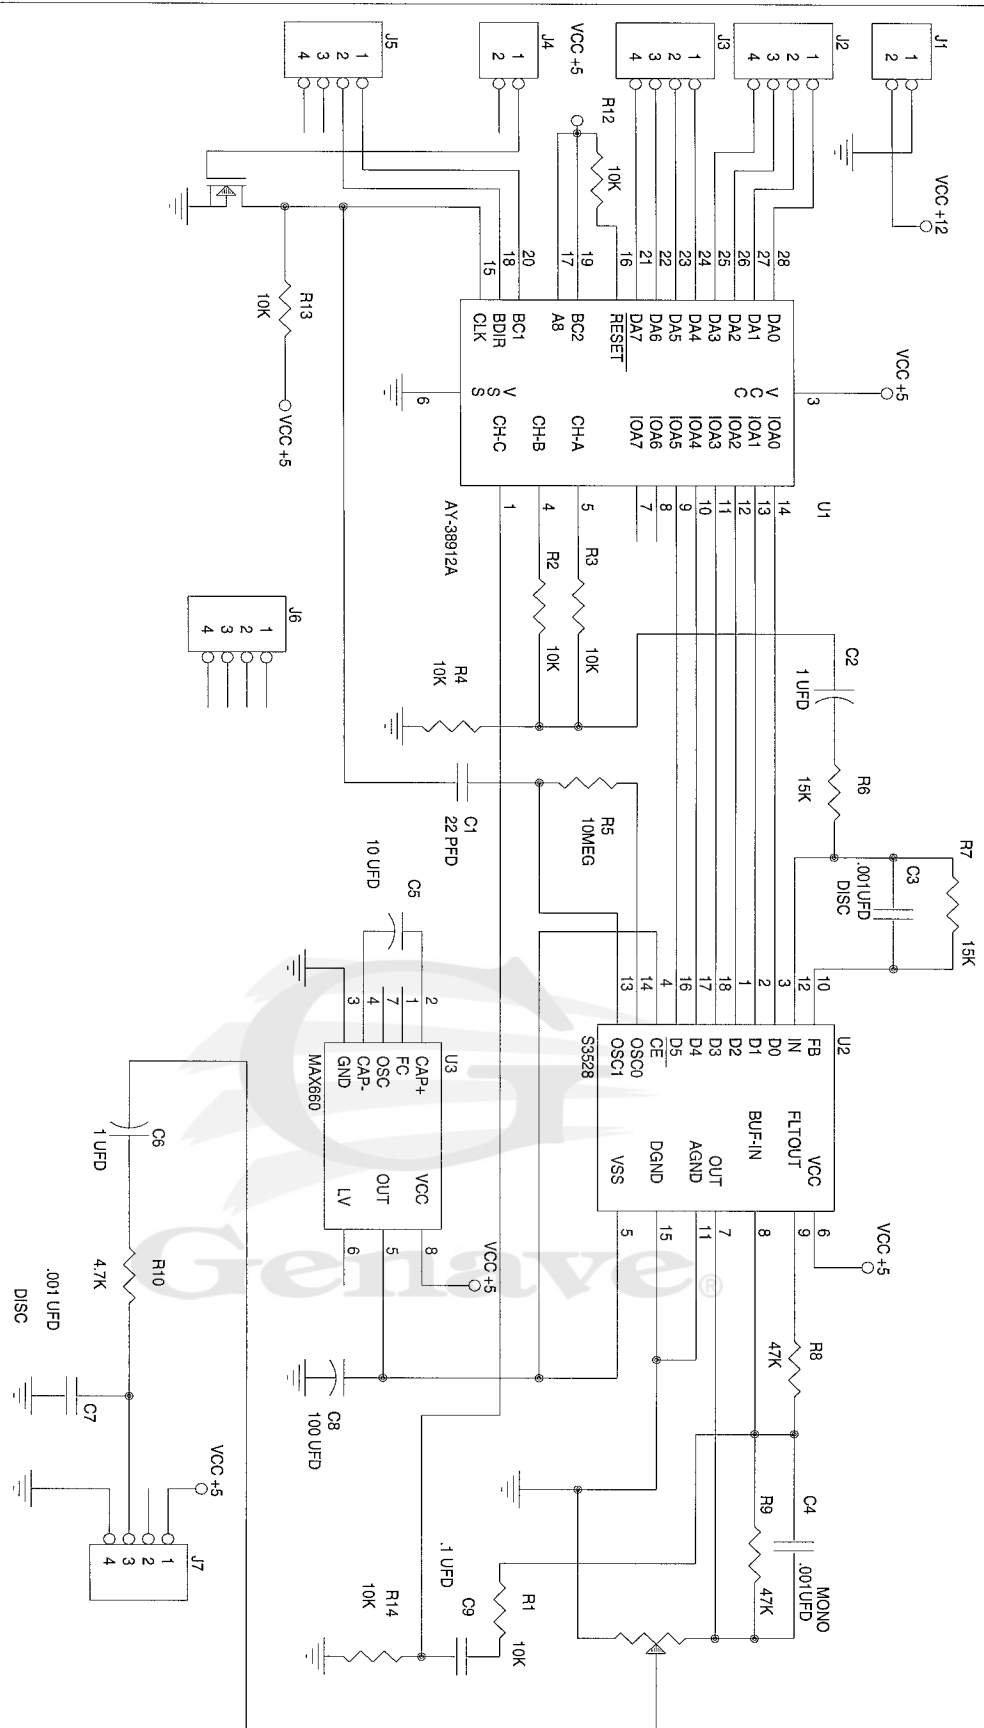 J1
1
2
VCC +12
J2
1
2
3
4
J3
1
2
3
4
VCC +5
J4
1
2
J5
1
2
3
4
R12
10K
R13
10K
VCC +5
28
27
26
25
24
23
22
21
16
19
17
20
18
15
DA0
DA1
DA2
DA3
DA4
DA5
DA6
DA7
RESET
BC2
A8
BC1
BDIR
CLK
VCC +5
3
VCC
VSS
6
IOA0
IOA1
IOA2
IOA3
IOA4
IOA5
IOA6
IOA7
CH-A
CH-B
CH-C
U1
AY-38912A
14
13
12
11
10
9
8
7
5
4
1
R3
10K
R2
10K
R4
10K
J6
1
2
3
4
C2
1 UFD
R6
15K
R7
15K
C3
.001UFD
DISC
R5
10MEG
C1
22 PFD
C5
10 UFD
10
12
3
2
1
18
17
16
4
14
13
U2
FB
IN
D0
D1
D2
D3
D4
D5
CE
OSC0
OSC1
S3528
VCC
FLTOUT
BUF-IN
OUT
AGND
DGND
VSS
6
9
8
7
11
15
5
VCC +5
2
1
7
4
3
U3
CAP+
FC
OSC
CAP-
GND
MAX660
VCC
OUT
LV
8
5
6
VCC +5
Genave®
C6
1 UFD
R10
4.7K
.001 UFD
DISC
C7
VCC +5
J7
1
2
3
4
C8
100 UFD
R8
47K
C4
MONO
.001UFD
R9
47K
R1
10K
C9
.1 UFD
R14
10K